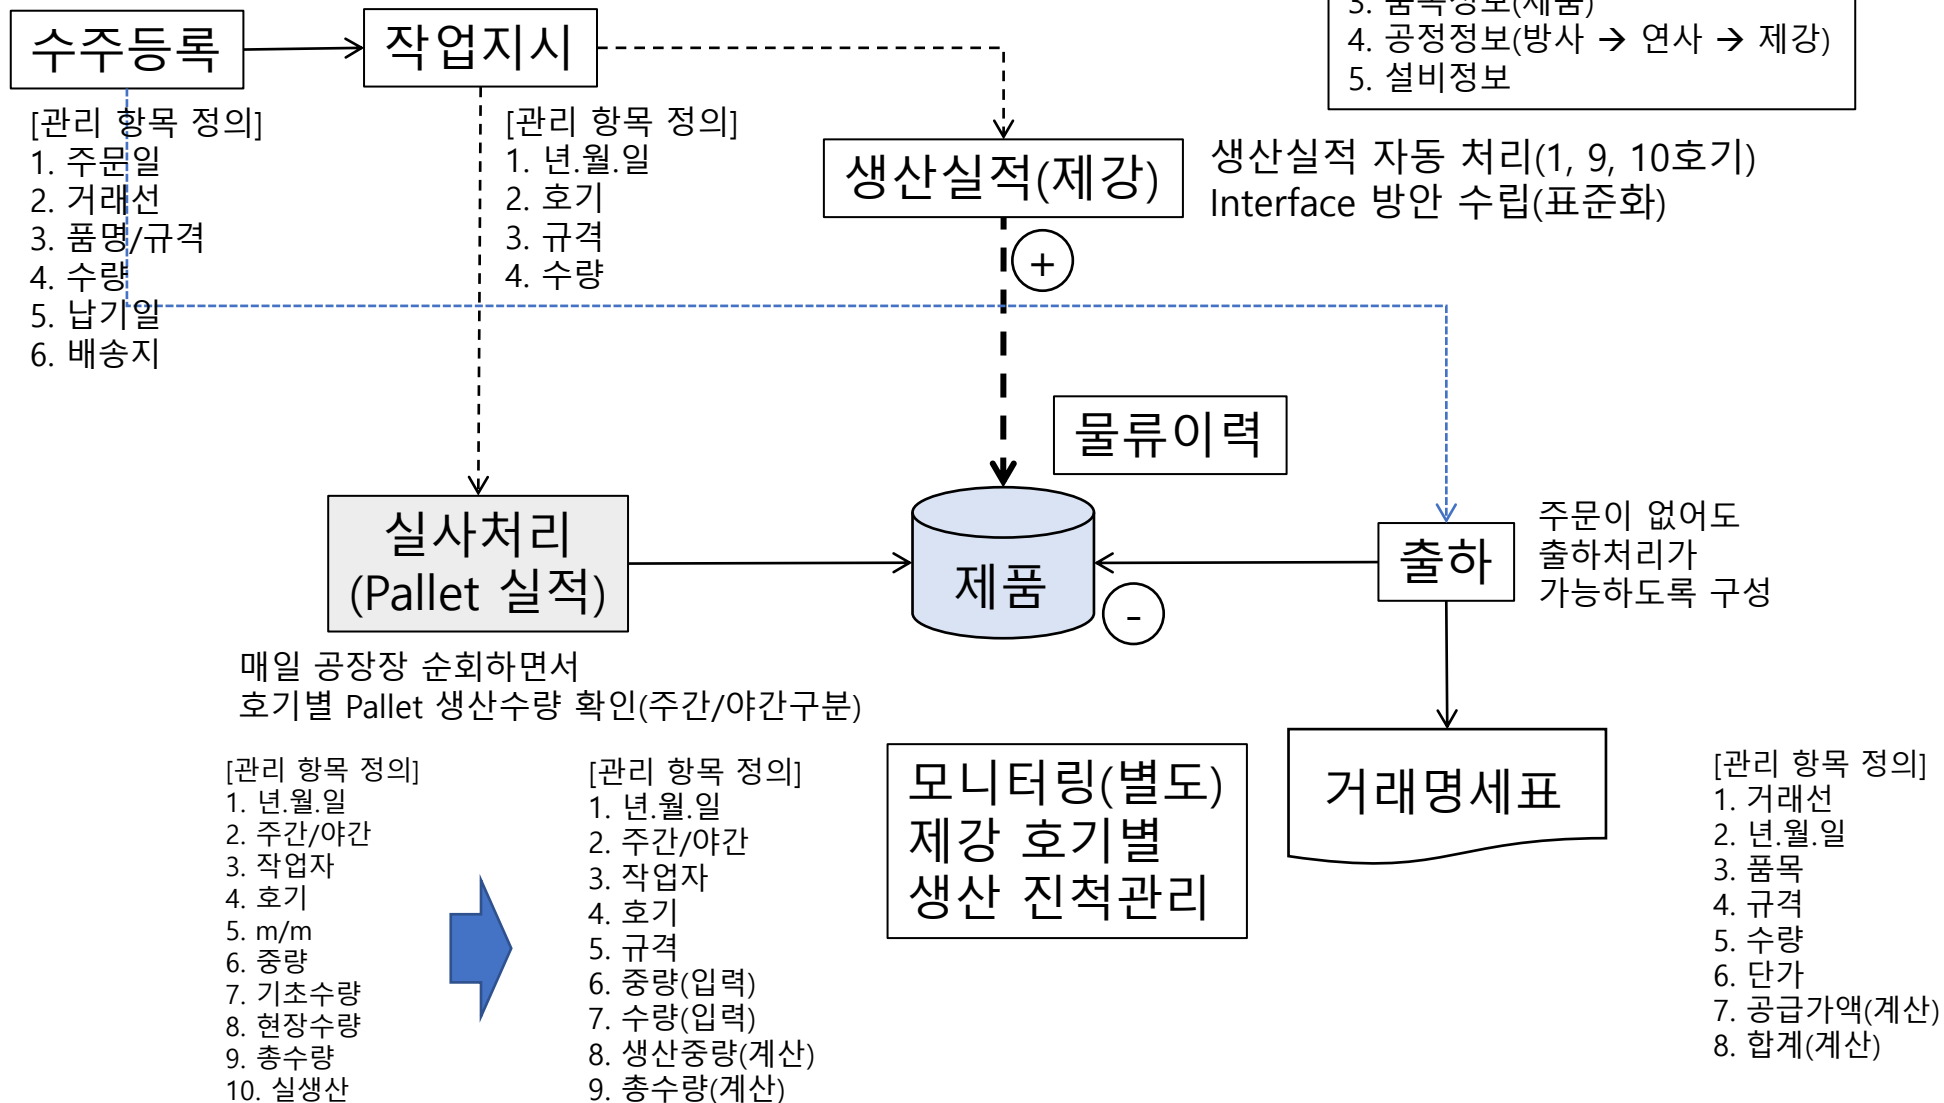 수주등록
작업지시
3. 품목정보(제품)
4. 공정정보(방사 → 연사 → 제강)
5. 설비정보
[관리 항목 정의]
1. 주문일
2. 거래선
3. 품명/규격
4. 수량
5. 납기일
6. 배송지
[관리 항목 정의]
1. 년.월.일
2. 호기
3. 규격
4. 수량
생산실적(제강)
생산실적 자동 처리(1, 9, 10호기)
Interface 방안 수립(표준화)
+
물류이력
실사처리
(Pallet 실적)
제품
-
출하
주문이 없어도
출하처리가
가능하도록 구성
매일 공장장 순회하면서
호기별 Pallet 생산수량 확인(주간/야간구분)
[관리 항목 정의]
1. 년.월.일
2. 주간/야간
3. 작업자
4. 호기
5. m/m
6. 중량
7. 기초수량
8. 현장수량
9. 총수량
10. 실생산
[관리 항목 정의]
1. 년.월.일
2. 주간/야간
3. 작업자
4. 호기
5. 규격
6. 중량(입력)
7. 수량(입력)
8. 생산중량(계산)
9. 총수량(계산)
모니터링(별도)
제강 호기별
생산 진척관리
거래명세표
[관리 항목 정의]
1. 거래선
2. 년.월.일
3. 품목
4. 규격
5. 수량
6. 단가
7. 공급가액(계산)
8. 합계(계산)